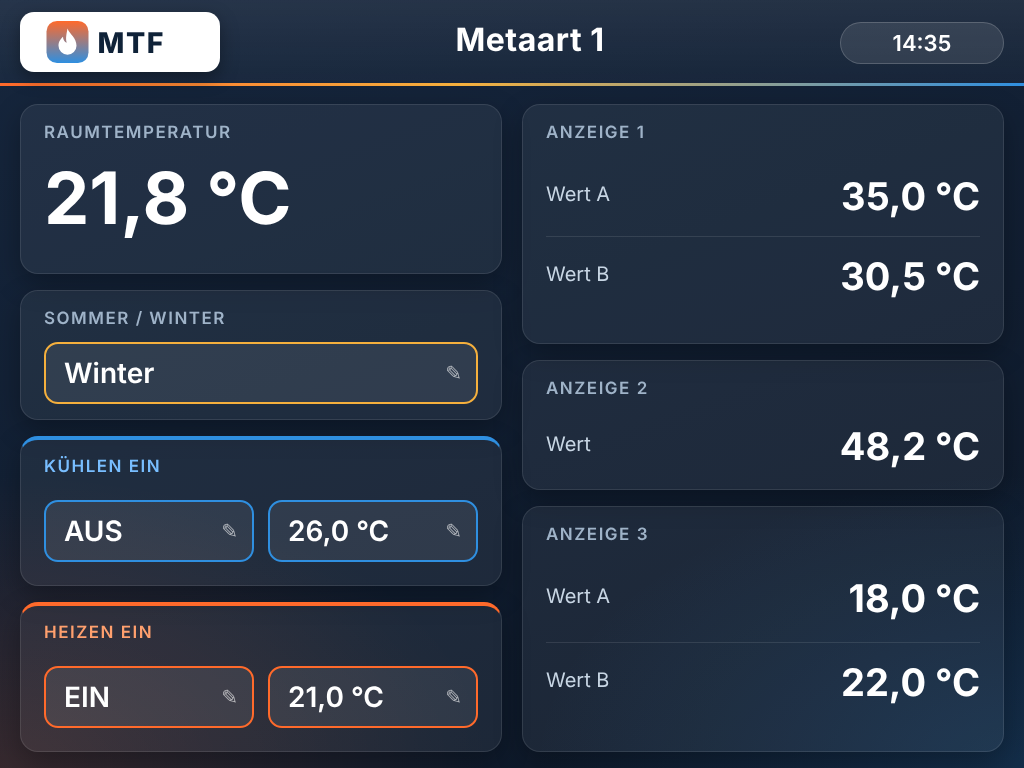 MTF
Metaart 1
14:35
RAUMTEMPERATUR
21,8 °C
SOMMER / WINTER
Winter ✎
KÜHLEN EIN
AUS ✎ 26,0 °C ✎
HEIZEN EIN
EIN ✎ 21,0 °C ✎
ANZEIGE 1
Wert A 35,0 °C
Wert B 30,5 °C
ANZEIGE 2
Wert 48,2 °C
ANZEIGE 3
Wert A 18,0 °C
Wert B 22,0 °C